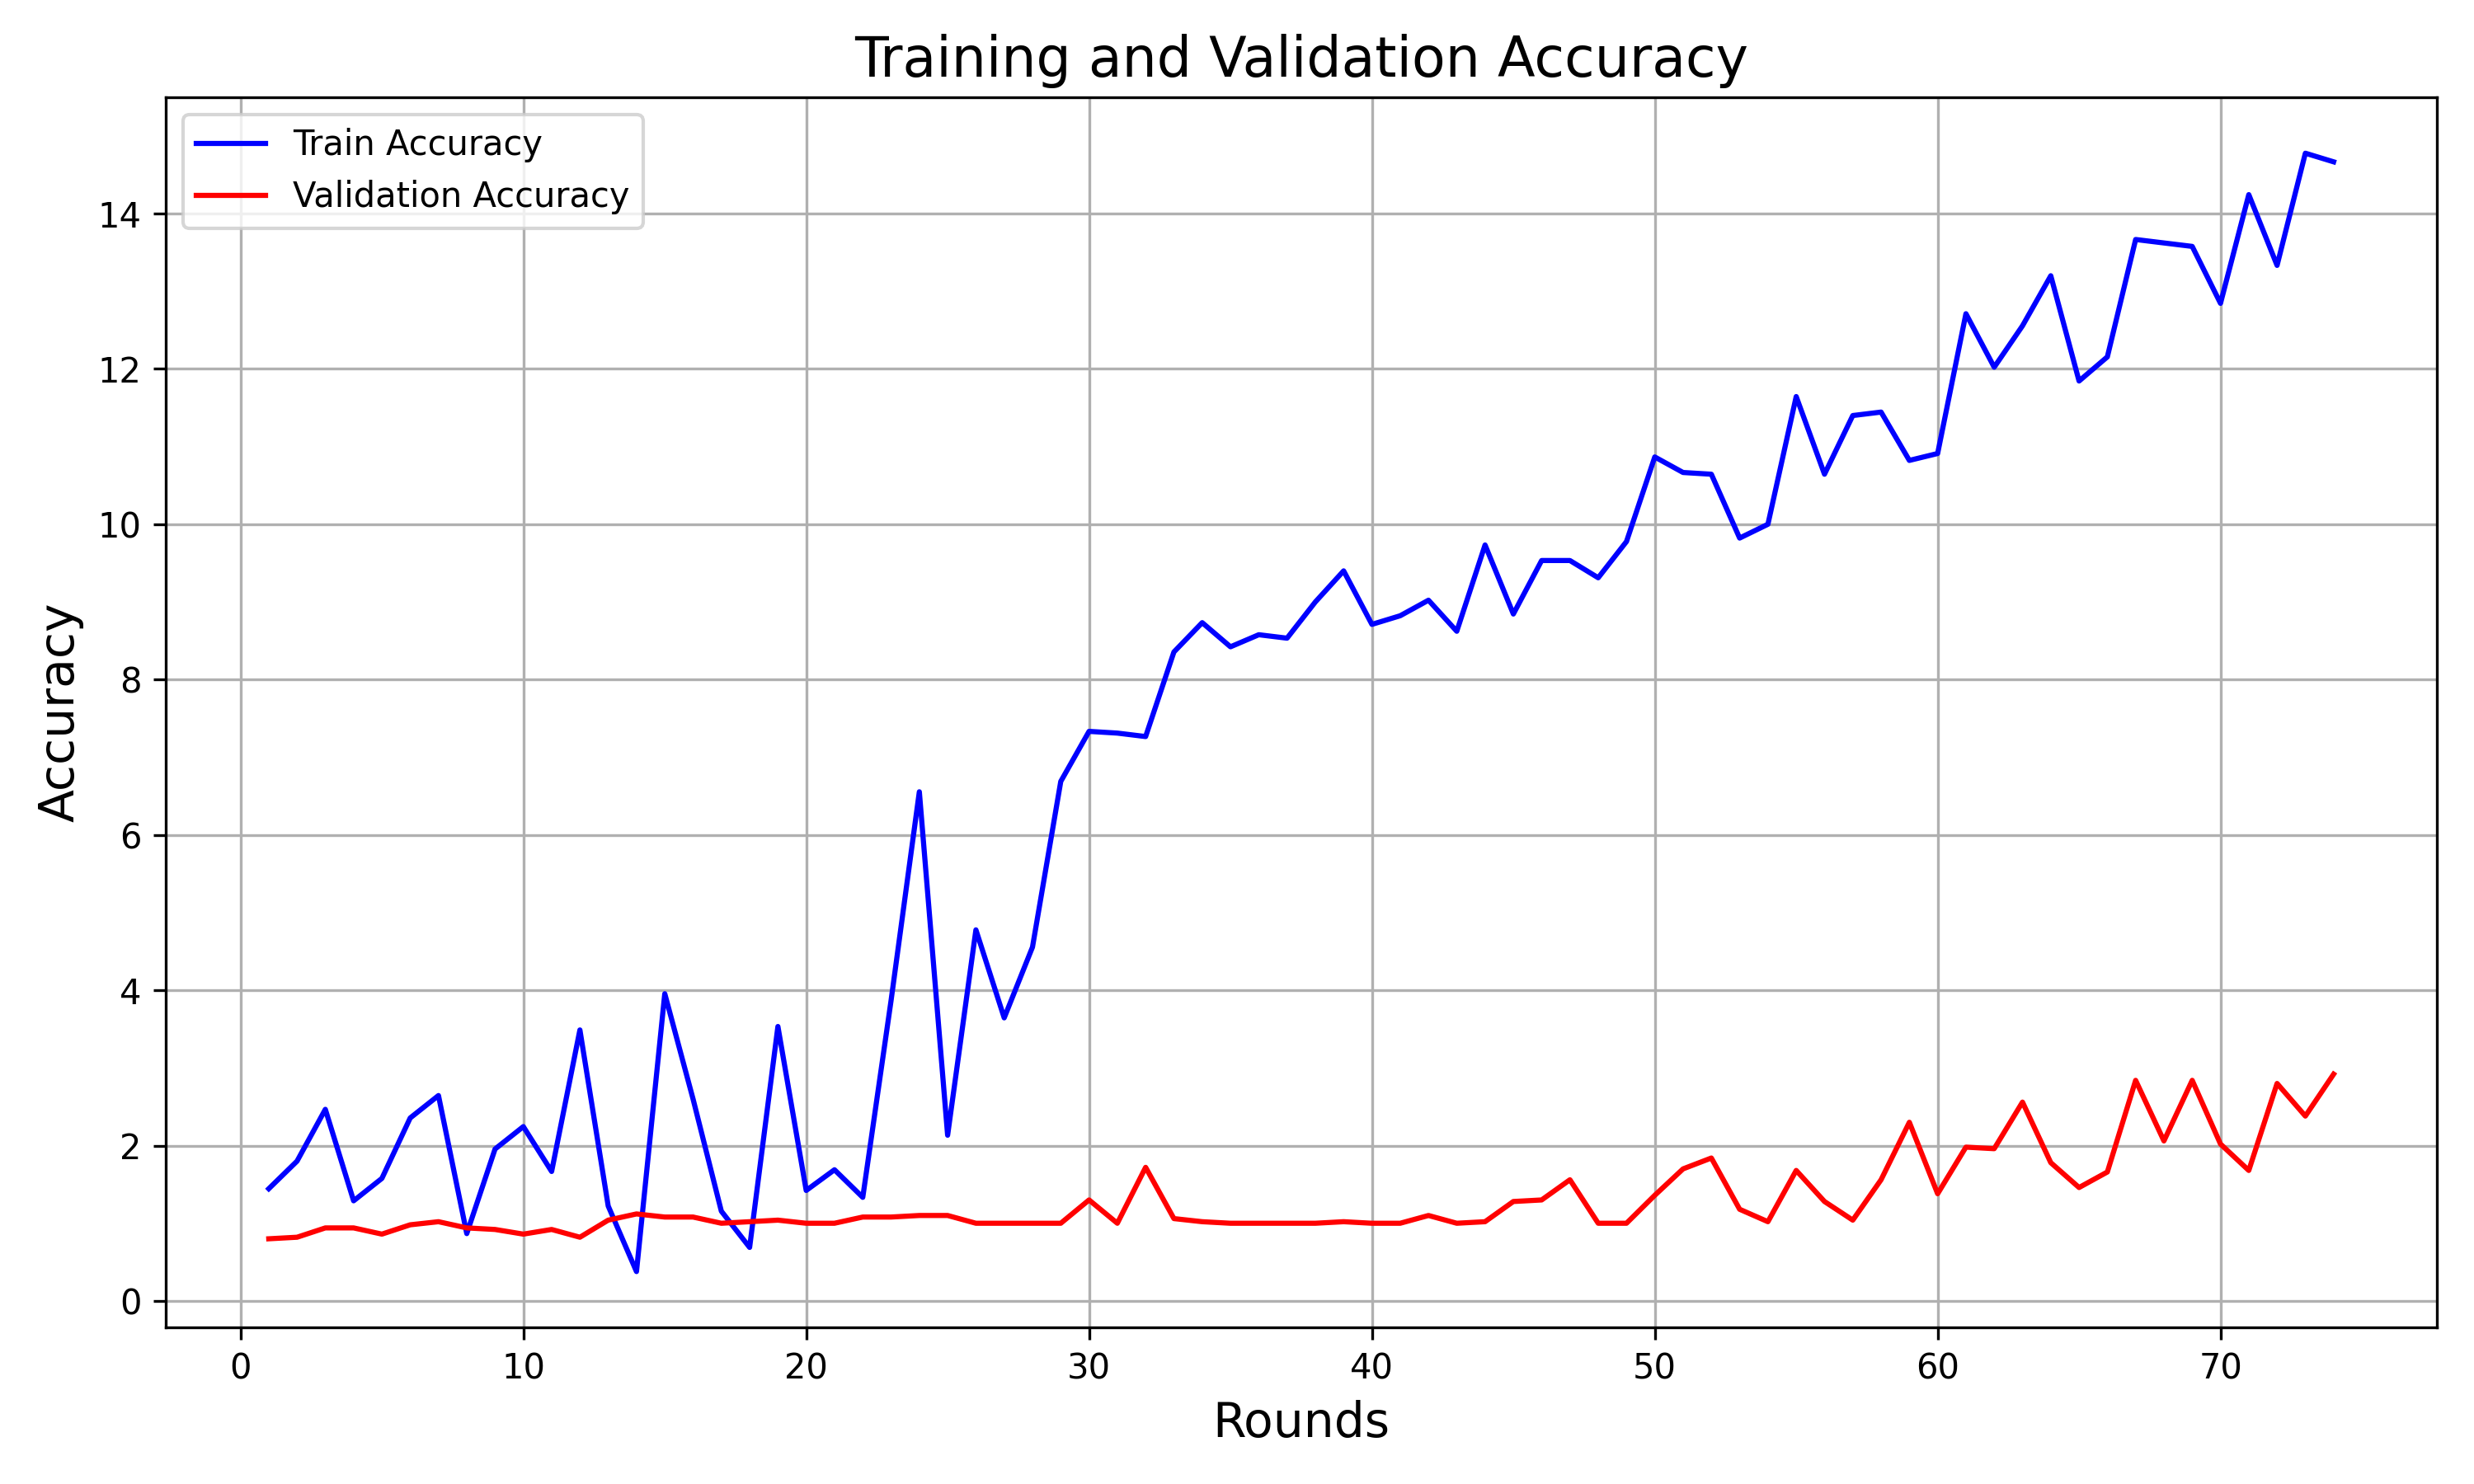 Training and Validation Accuracy
Train Accuracy
Validation Accuracy
Accuracy
14
12
10
8
6
4
2
0
0 10 20 30 40 50 60 70
Rounds